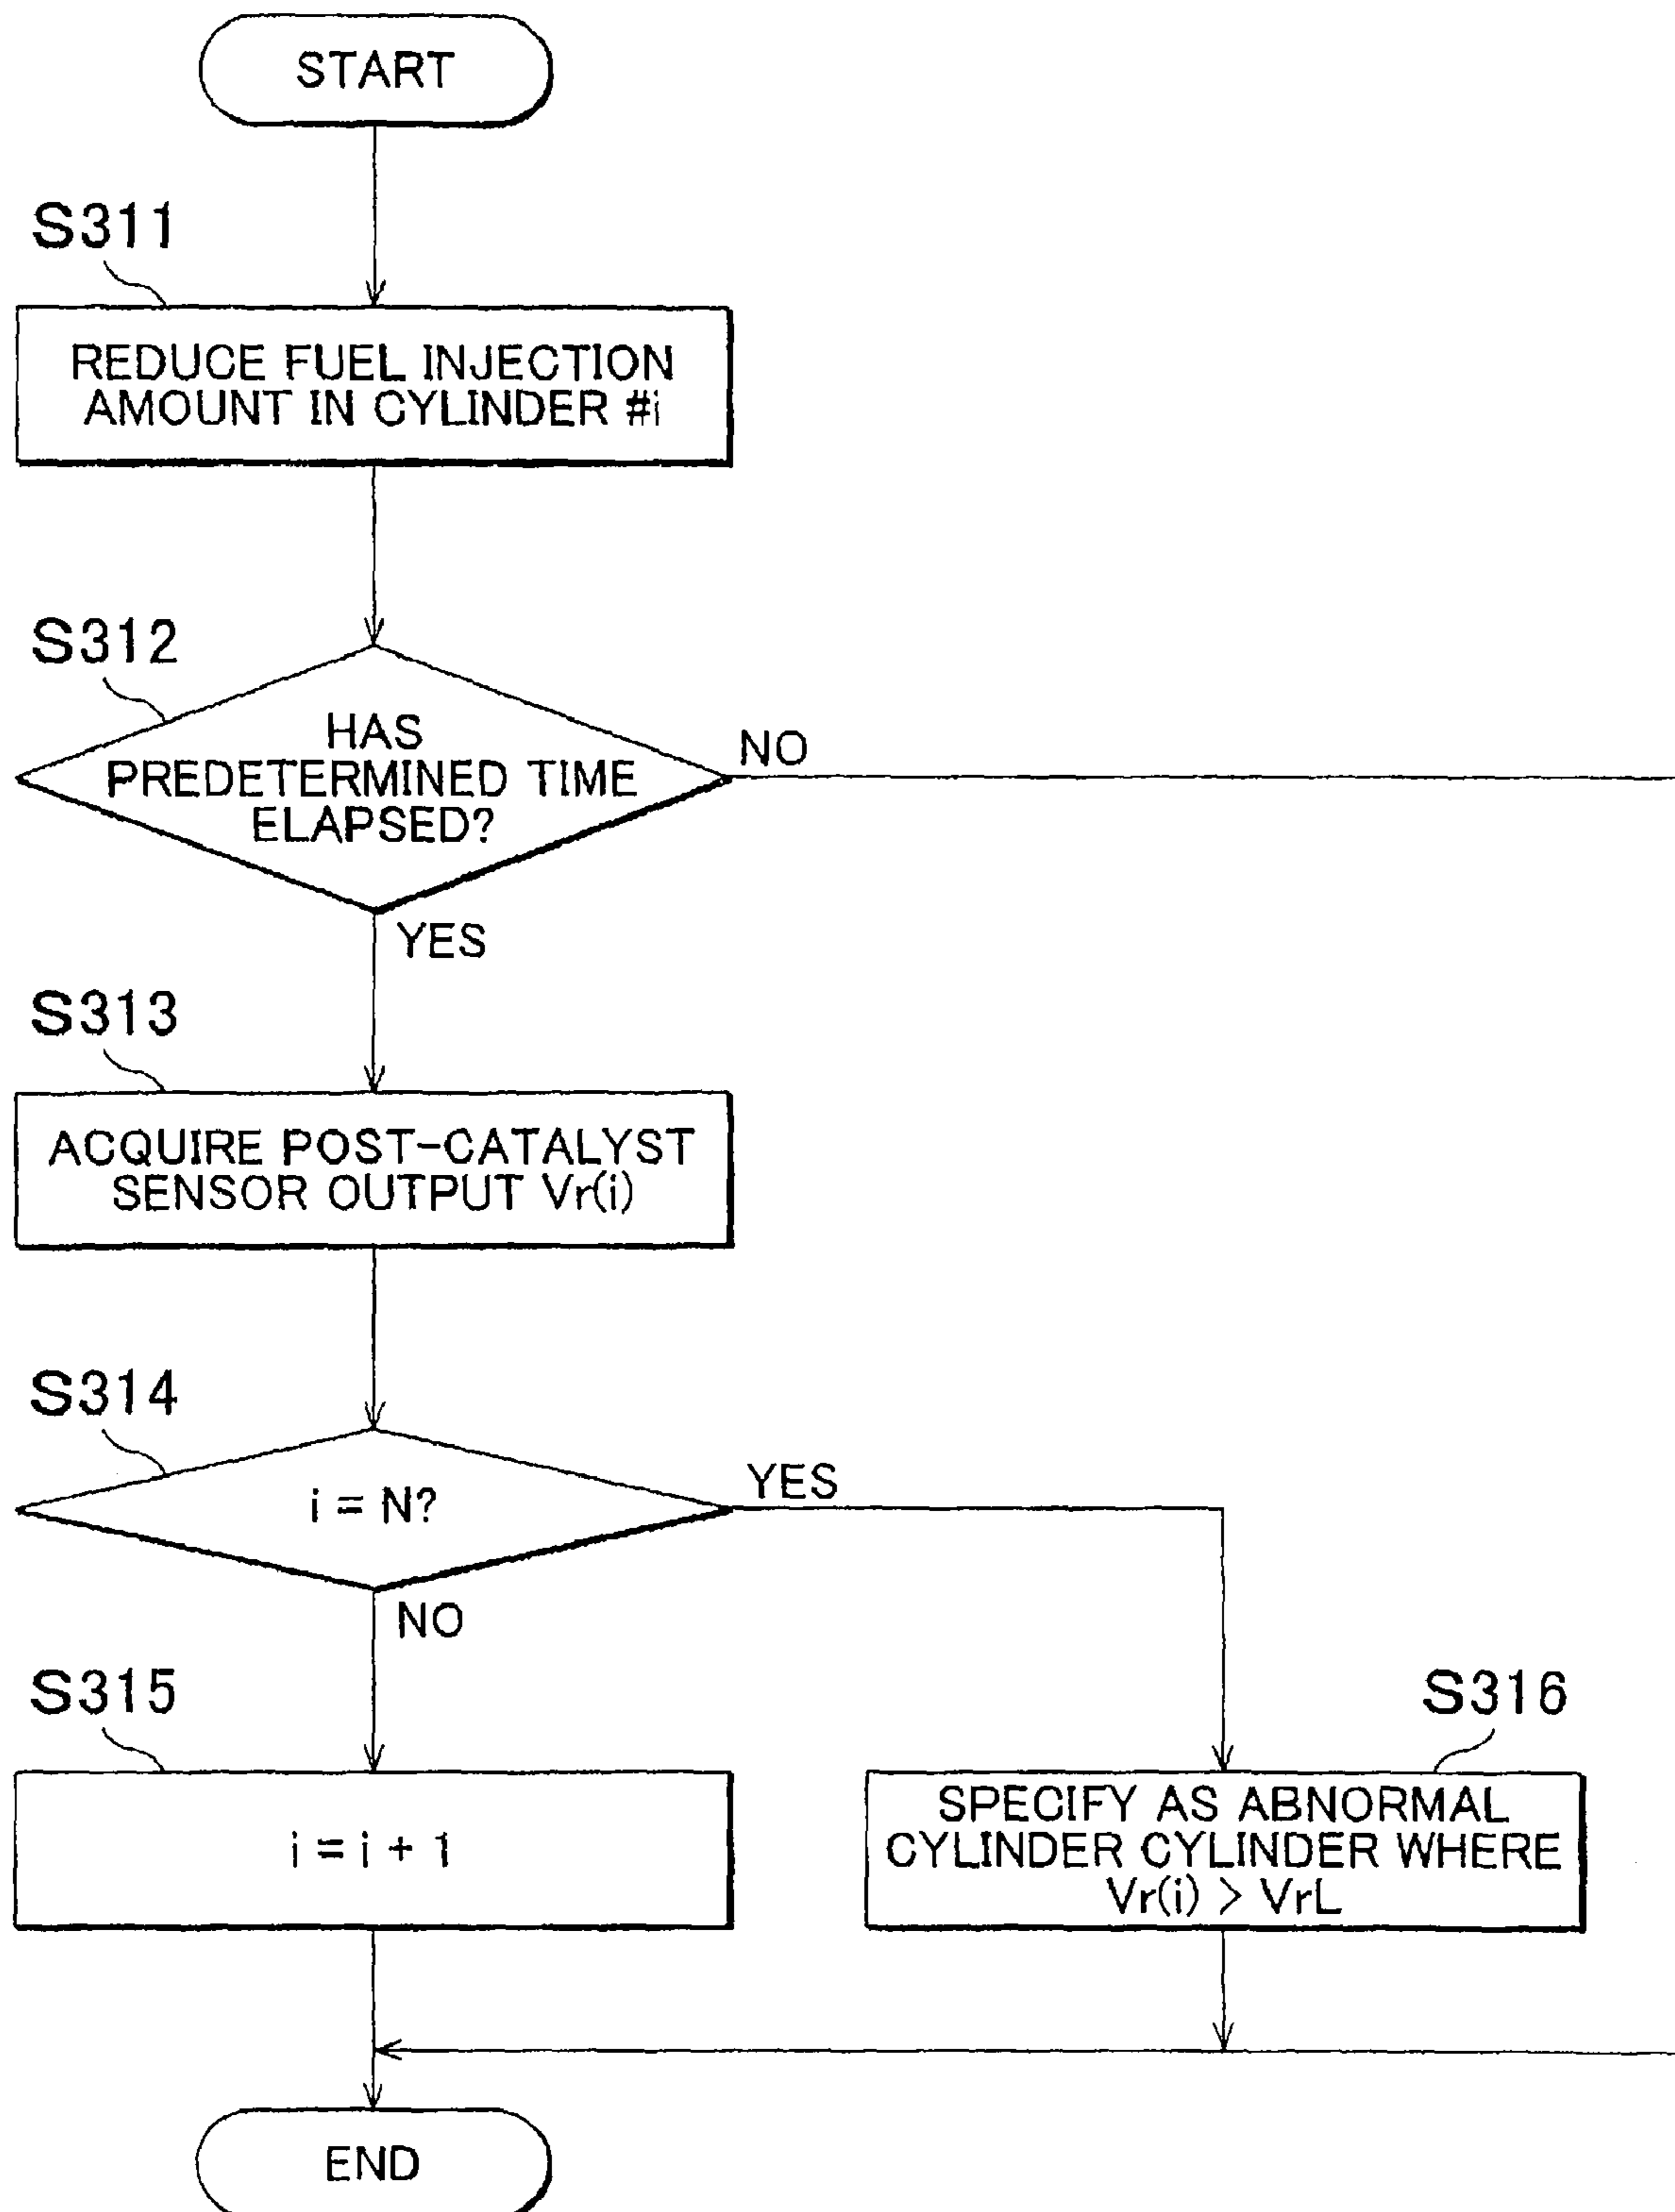 START
S311
REDUCE FUEL INJECTION
AMOUNT IN CYLINDER #i
S312
HAS
PREDETERMINED TIME
ELAPSED?
NO
YES
S313
ACQUIRE POST-CATALYST
SENSOR OUTPUT Vr(i)
S314
i = N?
YES
NO
S315
i = i + 1
S316
SPECIFY AS ABNORMAL
CYLINDER CYLINDER WHERE
Vr(i) > VrL
END